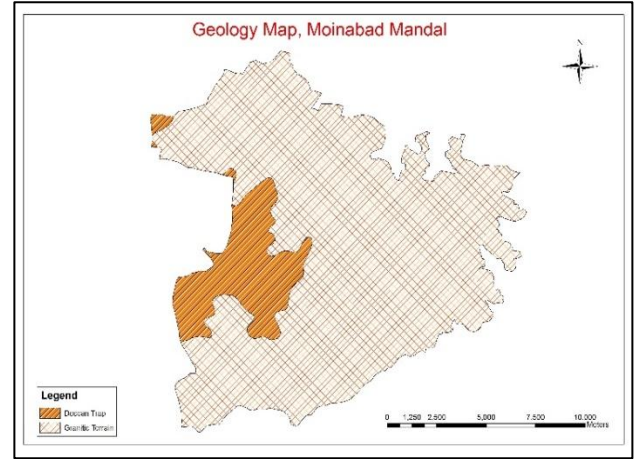 Geology Map, Moinabad Mandal
N
Legend
Deccan Trap
Granitic Terrain
0 1,250 2,500 5,000 7,500 10,000
Meters